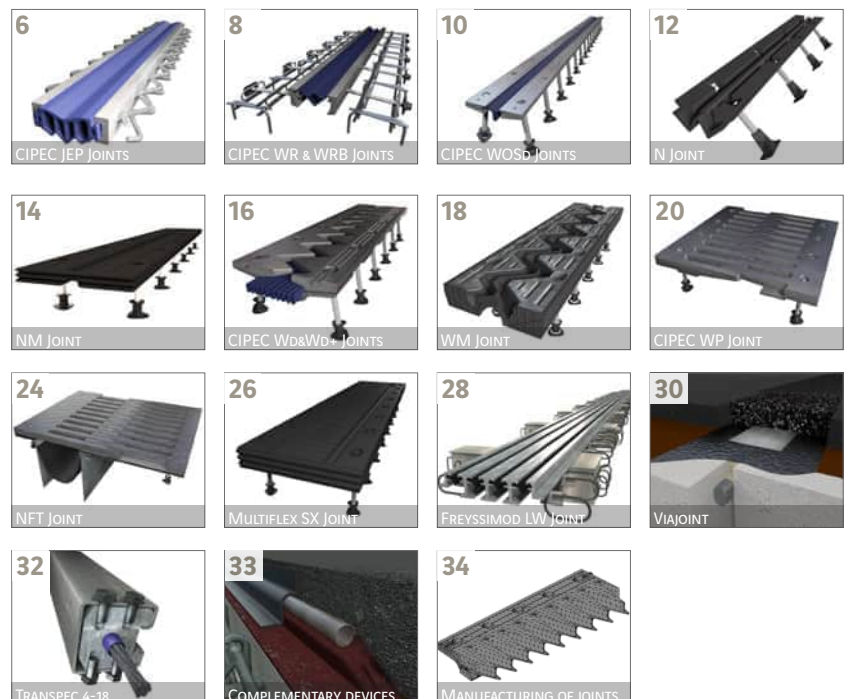 6
CIPEC JEP JOINTS
8
CIPEC WR & WRB JOINTS
10
CIPEC WOSD JOINTS
12
N JOINT
14
NM JOINT
16
CIPEC WD&WD+ JOINTS
18
WM JOINT
20
CIPEC WP JOINT
24
NFT JOINT
26
MULTIFLEX SX JOINT
28
FREYSSIMOD LW JOINT
30
VIAJOINT
32
TRANSPEC 4-18
33
COMPLEMENTARY DEVICES
34
MANUFACTURING OF JOINTS